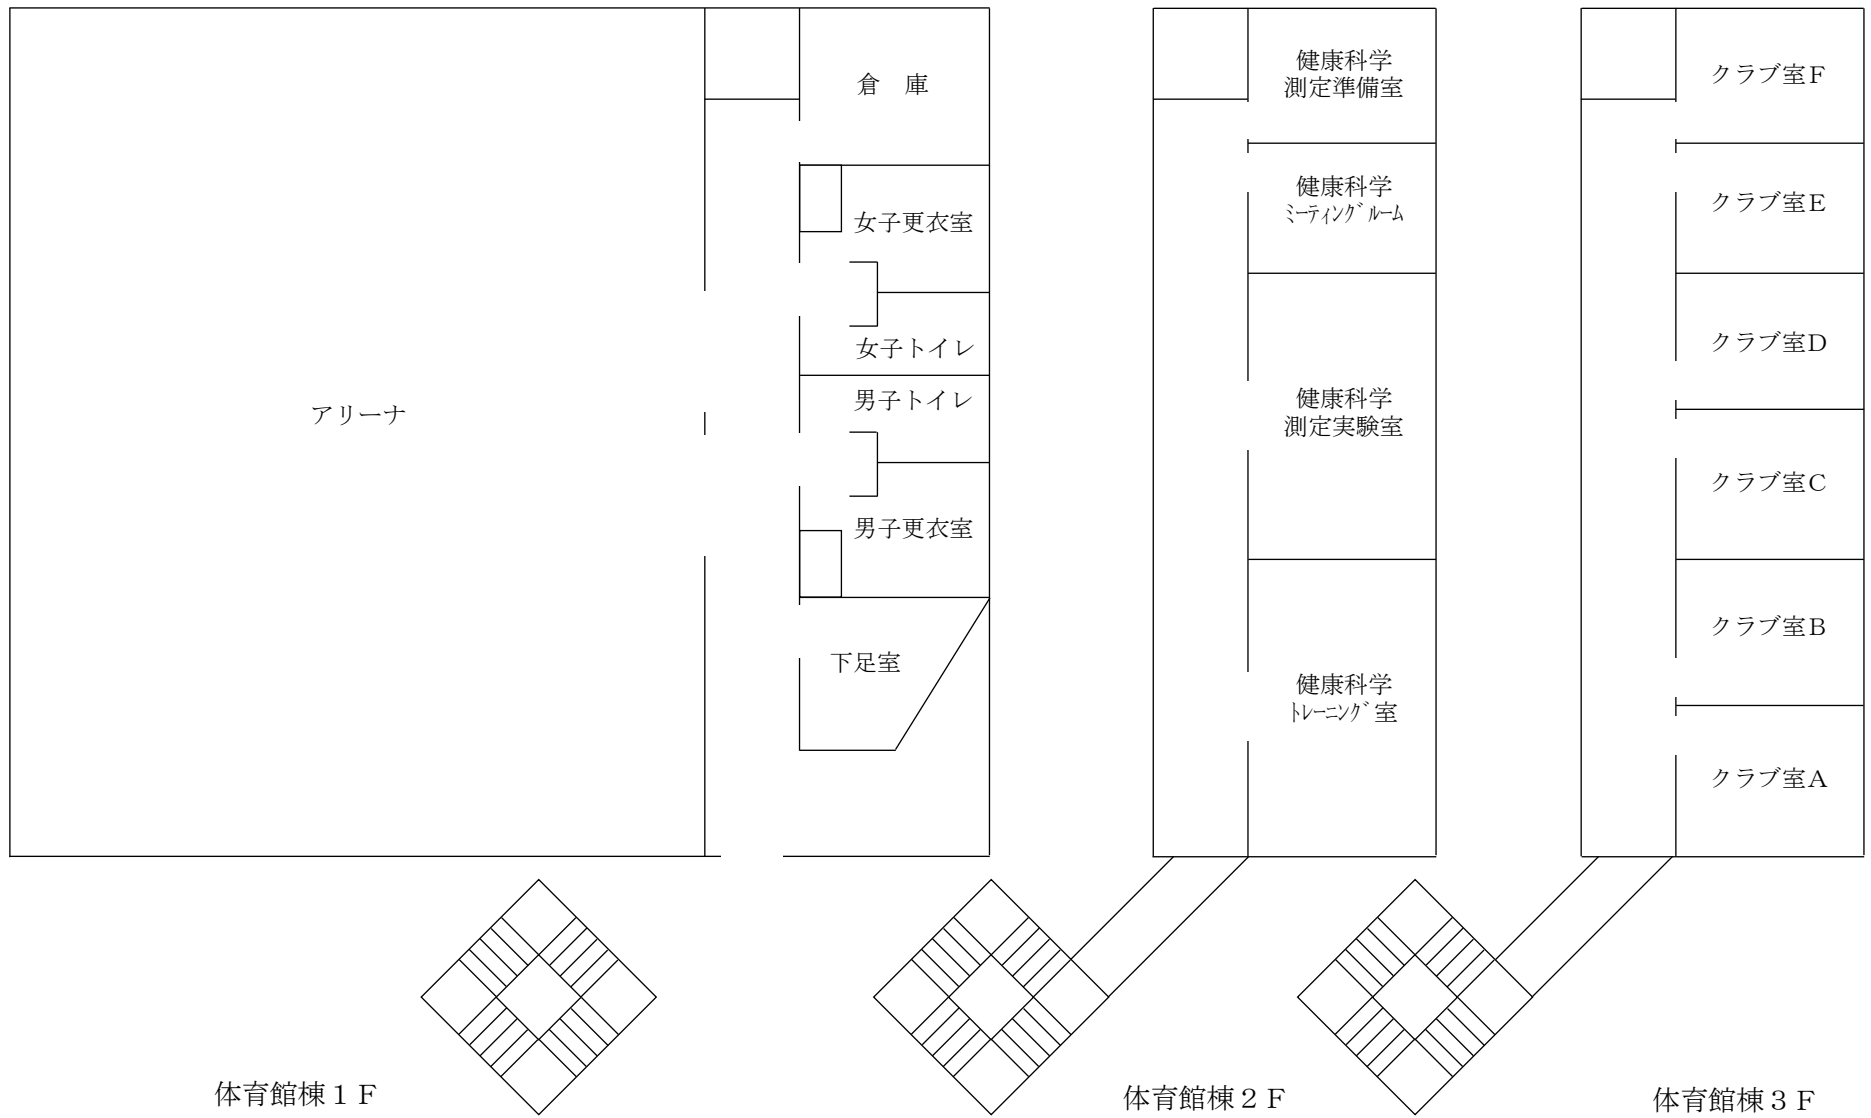 アリーナ
倉　庫
女子更衣室
女子トイレ
男子トイレ
男子更衣室
下足室
体育館棟１Ｆ
健康科学
測定準備室
健康科学
ﾐｰﾃｨﾝｸﾞﾙｰﾑ
健康科学
測定実験室
健康科学
ﾄﾚｰﾆﾝｸﾞ室
体育館棟２Ｆ
クラブ室Ｆ
クラブ室Ｅ
クラブ室Ｄ
クラブ室Ｃ
クラブ室Ｂ
クラブ室Ａ
体育館棟３Ｆ